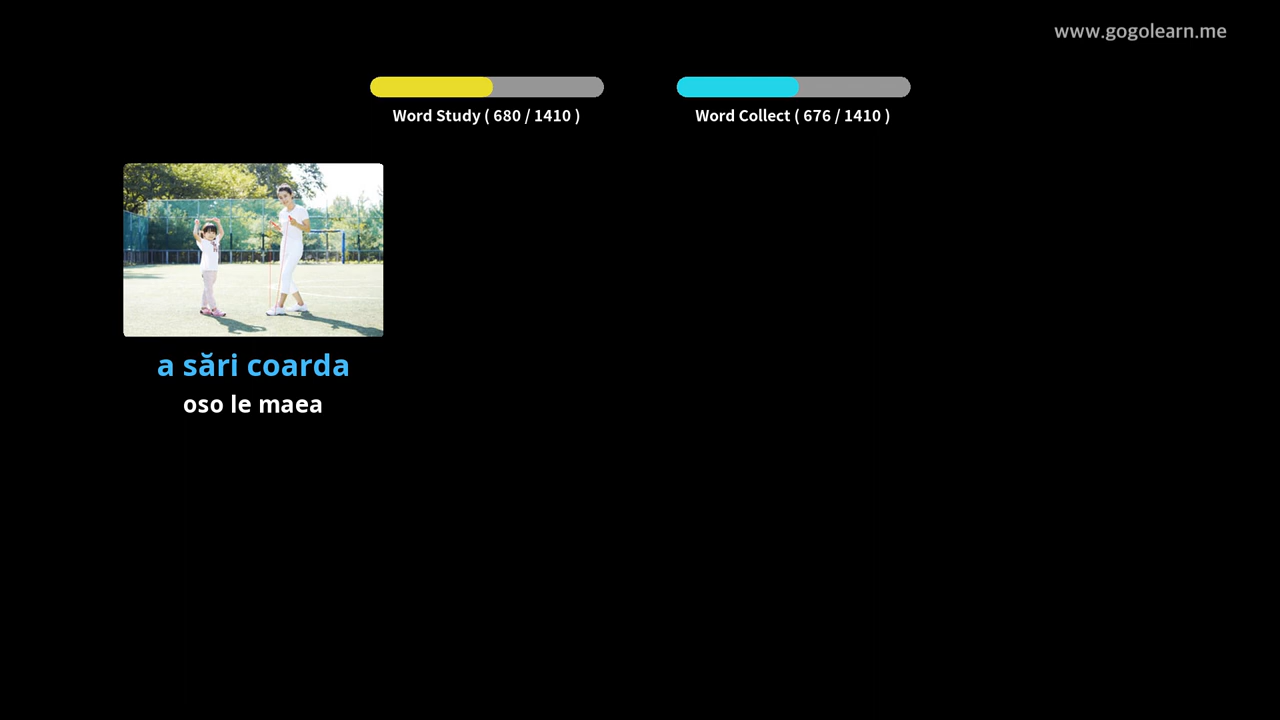 www.gogolearn.me
Word Study ( 680 / 1410 )
Word Collect ( 676 / 1410 )
a sări coarda
oso le maea